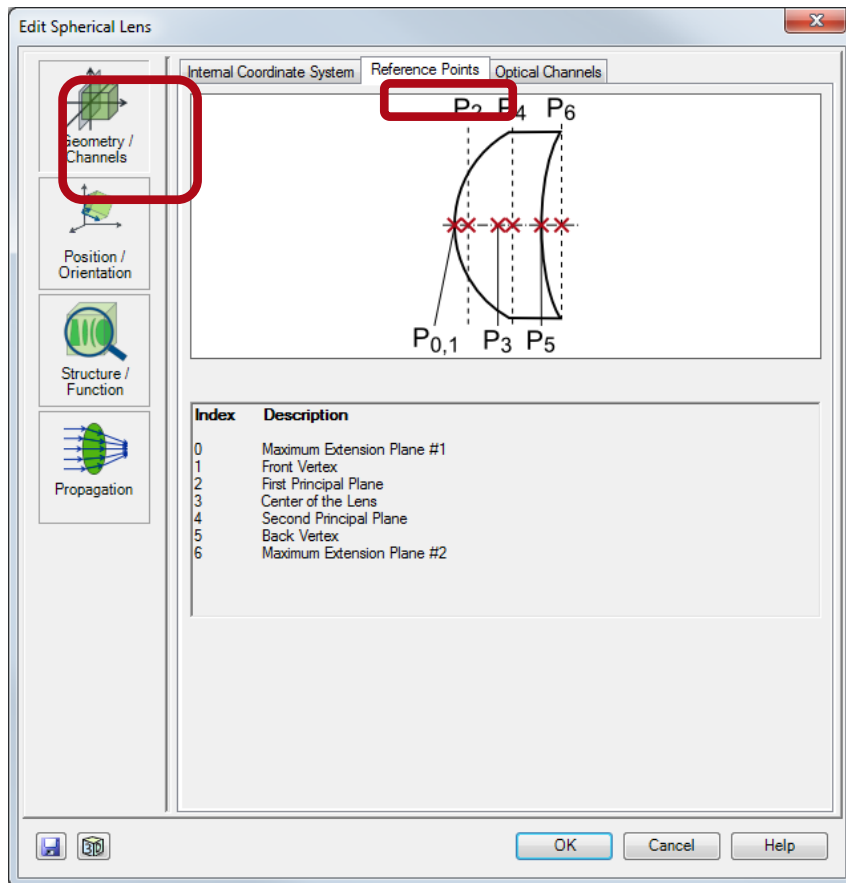 Edit Spherical Lens
Geometry /
Channels
Position /
Orientation
Structure /
Function
Propagation
Internal Coordinate System Reference Points Optical Channels
P2 P4 P6
P0,1 P3 P5
Index Description
0 Maximum Extension Plane #1
1 Front Vertex
2 First Principal Plane
3 Center of the Lens
4 Second Principal Plane
5 Back Vertex
6 Maximum Extension Plane #2
3D
OK Cancel Help